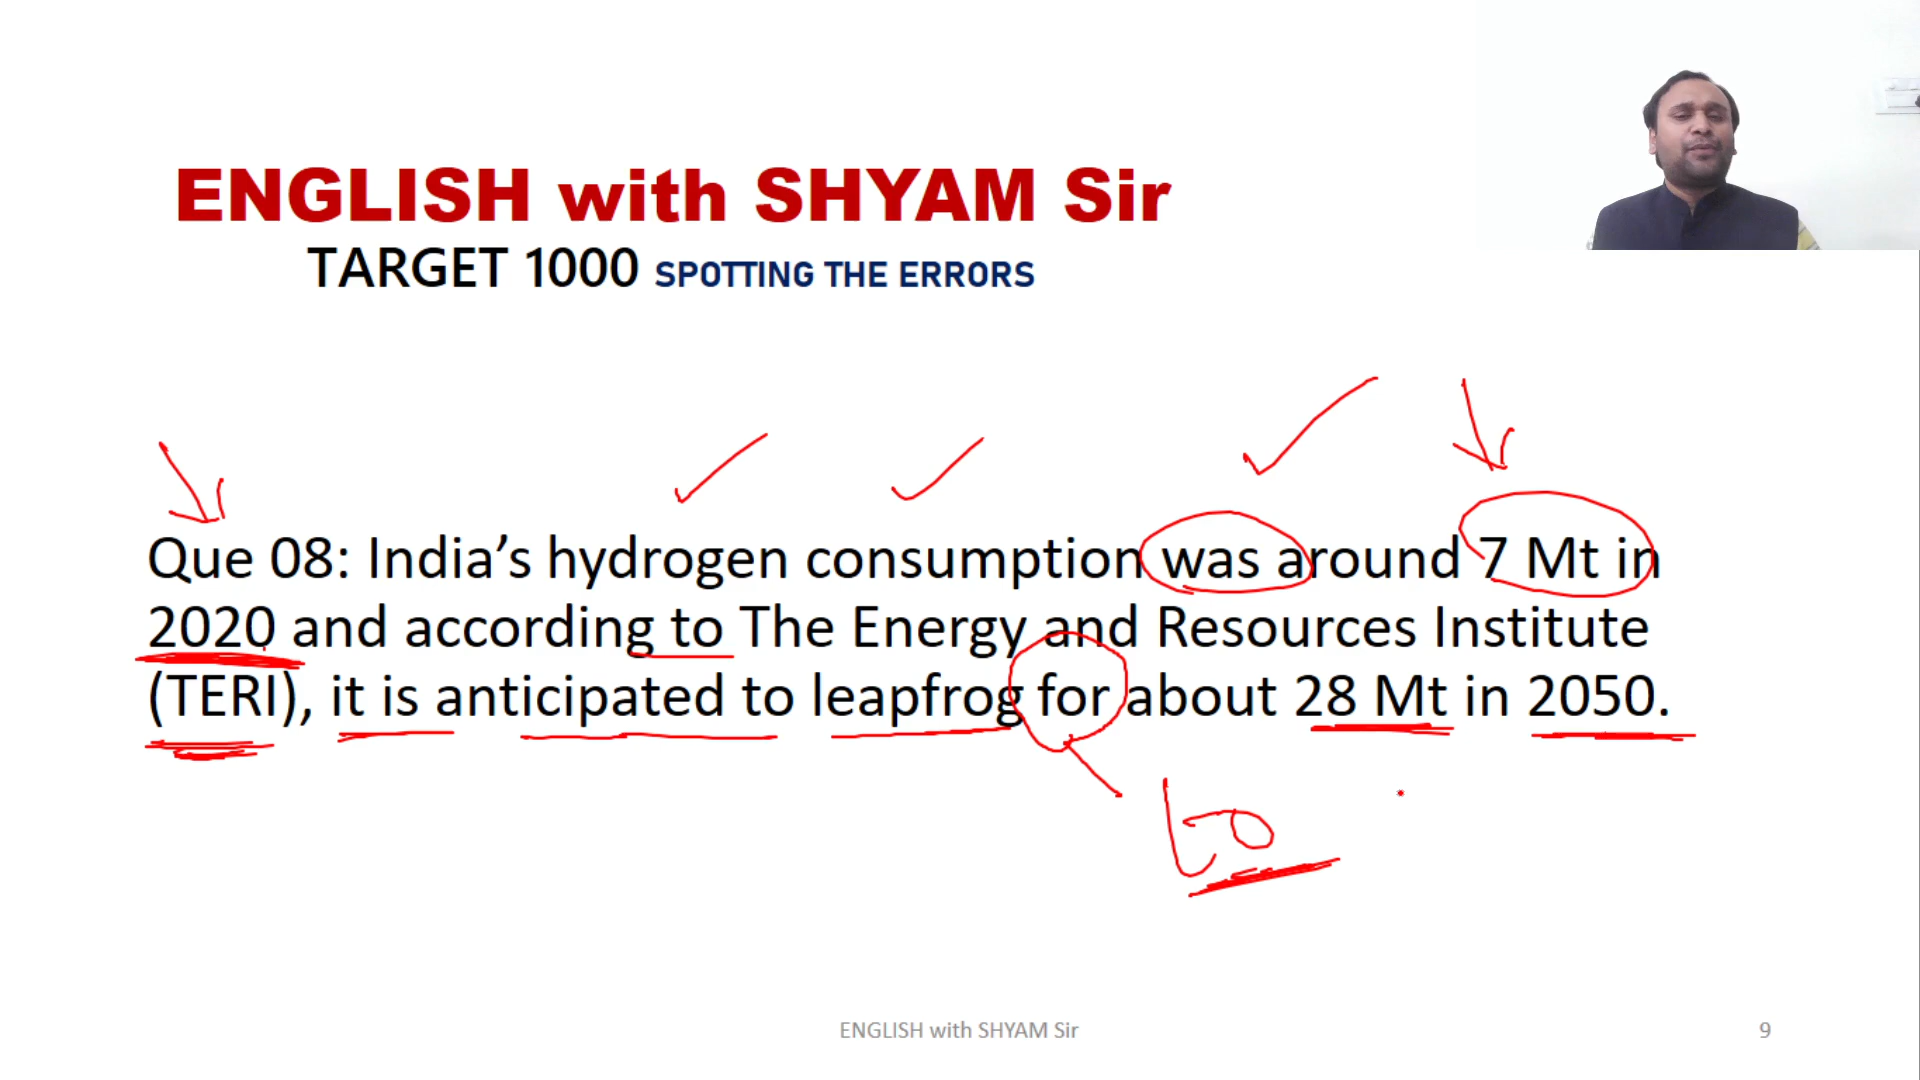 ENGLISH with SHYAM Sir
TARGET 1000 SPOTTING THE ERRORS
Que 08: India’s hydrogen consumption was around 7 Mt in
2020 and according to The Energy and Resources Institute
(TERI), it is anticipated to leapfrog for about 28 Mt in 2050.
to
ENGLISH with SHYAM Sir
9